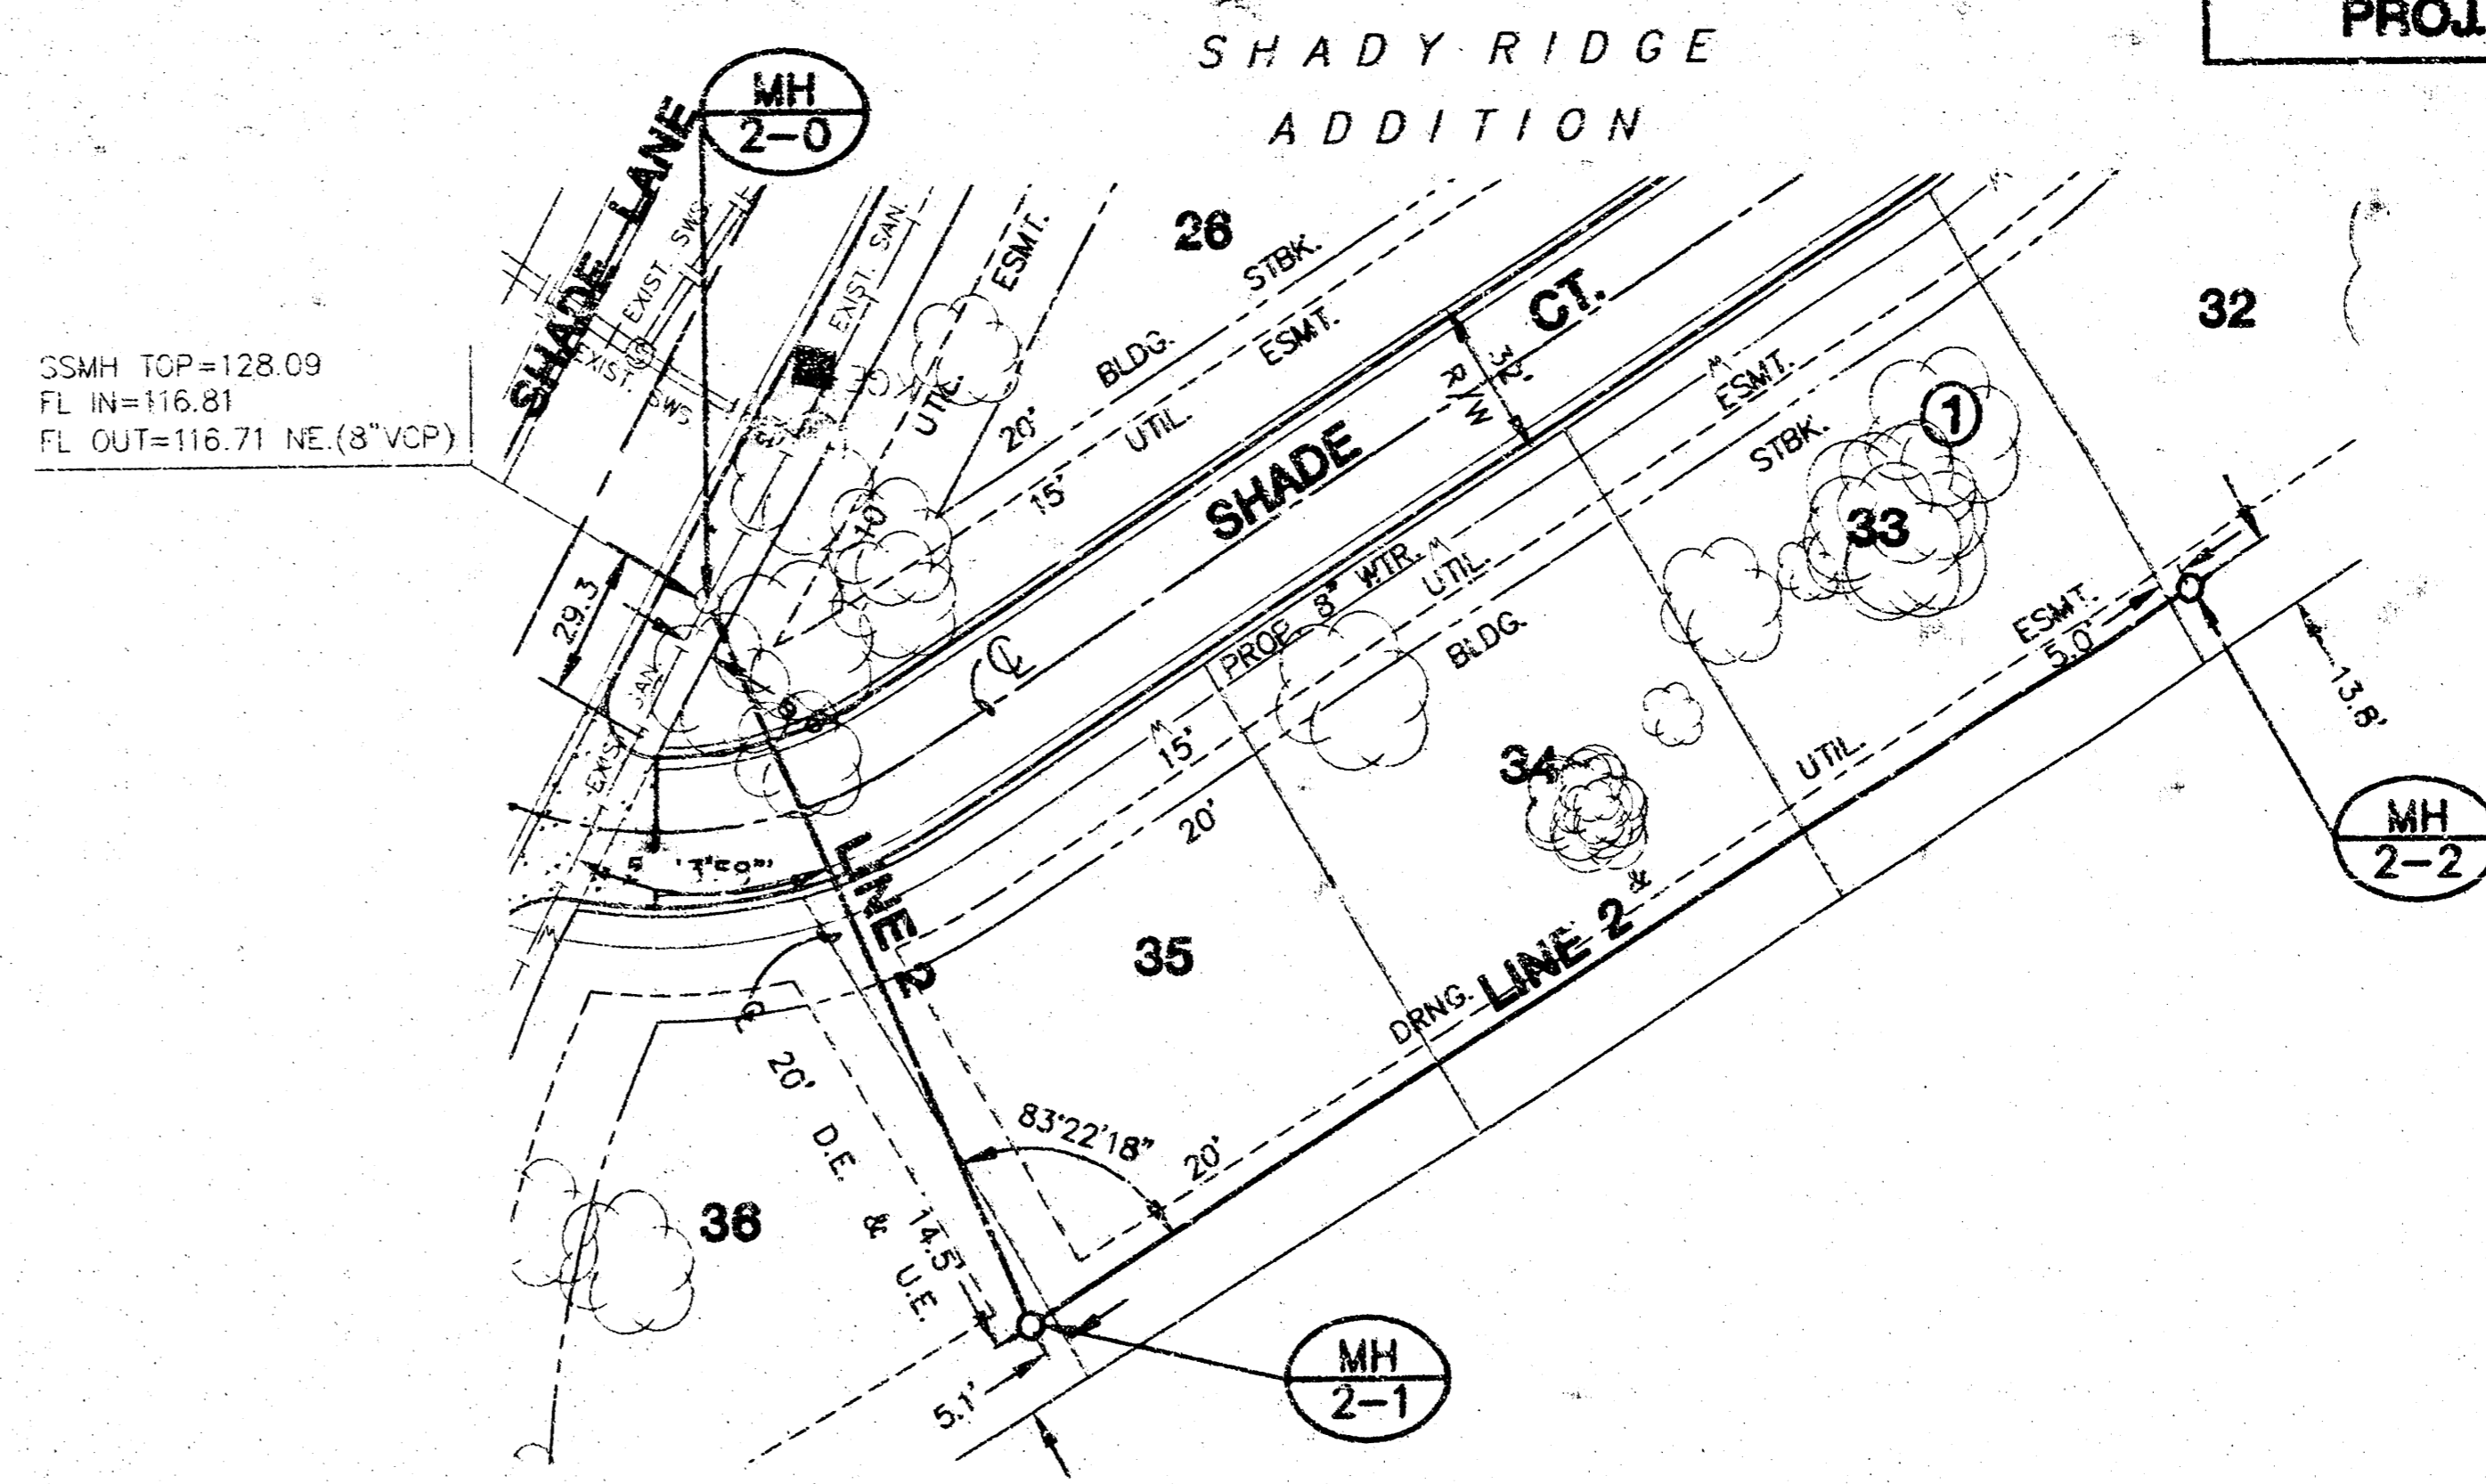 PROJ.
SHADY RIDGE
ADDITION
MH
2-0
SHADE LANE
EXIST. SWS.
EXIST. SAN.
ESMT.
UTIL.
EXIST. SWS
26
BLDG.
STBK.
20'
15'
UTIL.
ESMT.
10'
SSMH TOP=128.09
FL IN=116.81
FL OUT=116.71 NE.(8"VCP)
29.3
SHADE
CT.
32'
R/W
W
ESMT.
STBK.
32
1
33
PROP. 8" WTR.
W
UTIL.
BLDG.
W
15'
20'
34
ESMT.
5.0'
UTIL.
13.8'
MH
2-2
EXIST.
SAN.
LINE 2
35
DRNG.
LINE 2
&
20'
D.E.
&
U.E.
83°22'18"
20'
14.5'
36
5.1'
MH
2-1